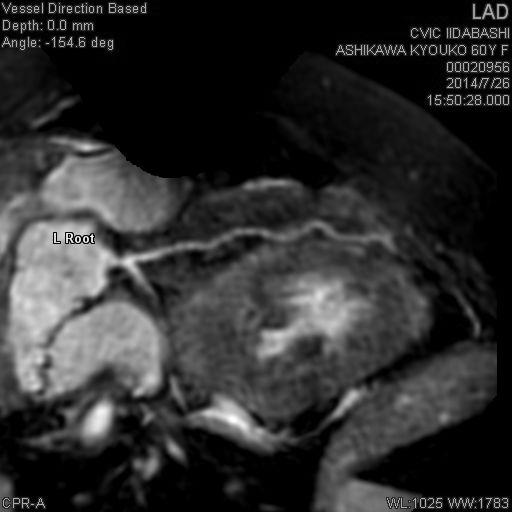 Vessel Direction Based
Depth: 0.0 mm
Angle: -154.6 deg
LAD
CVIC IIDABASHI
ASHIKAWA KYOUKO 60Y F
00020956
2014/7/26
15:50:28.000
L Root
CPR-A
WL:1025 WW:1783